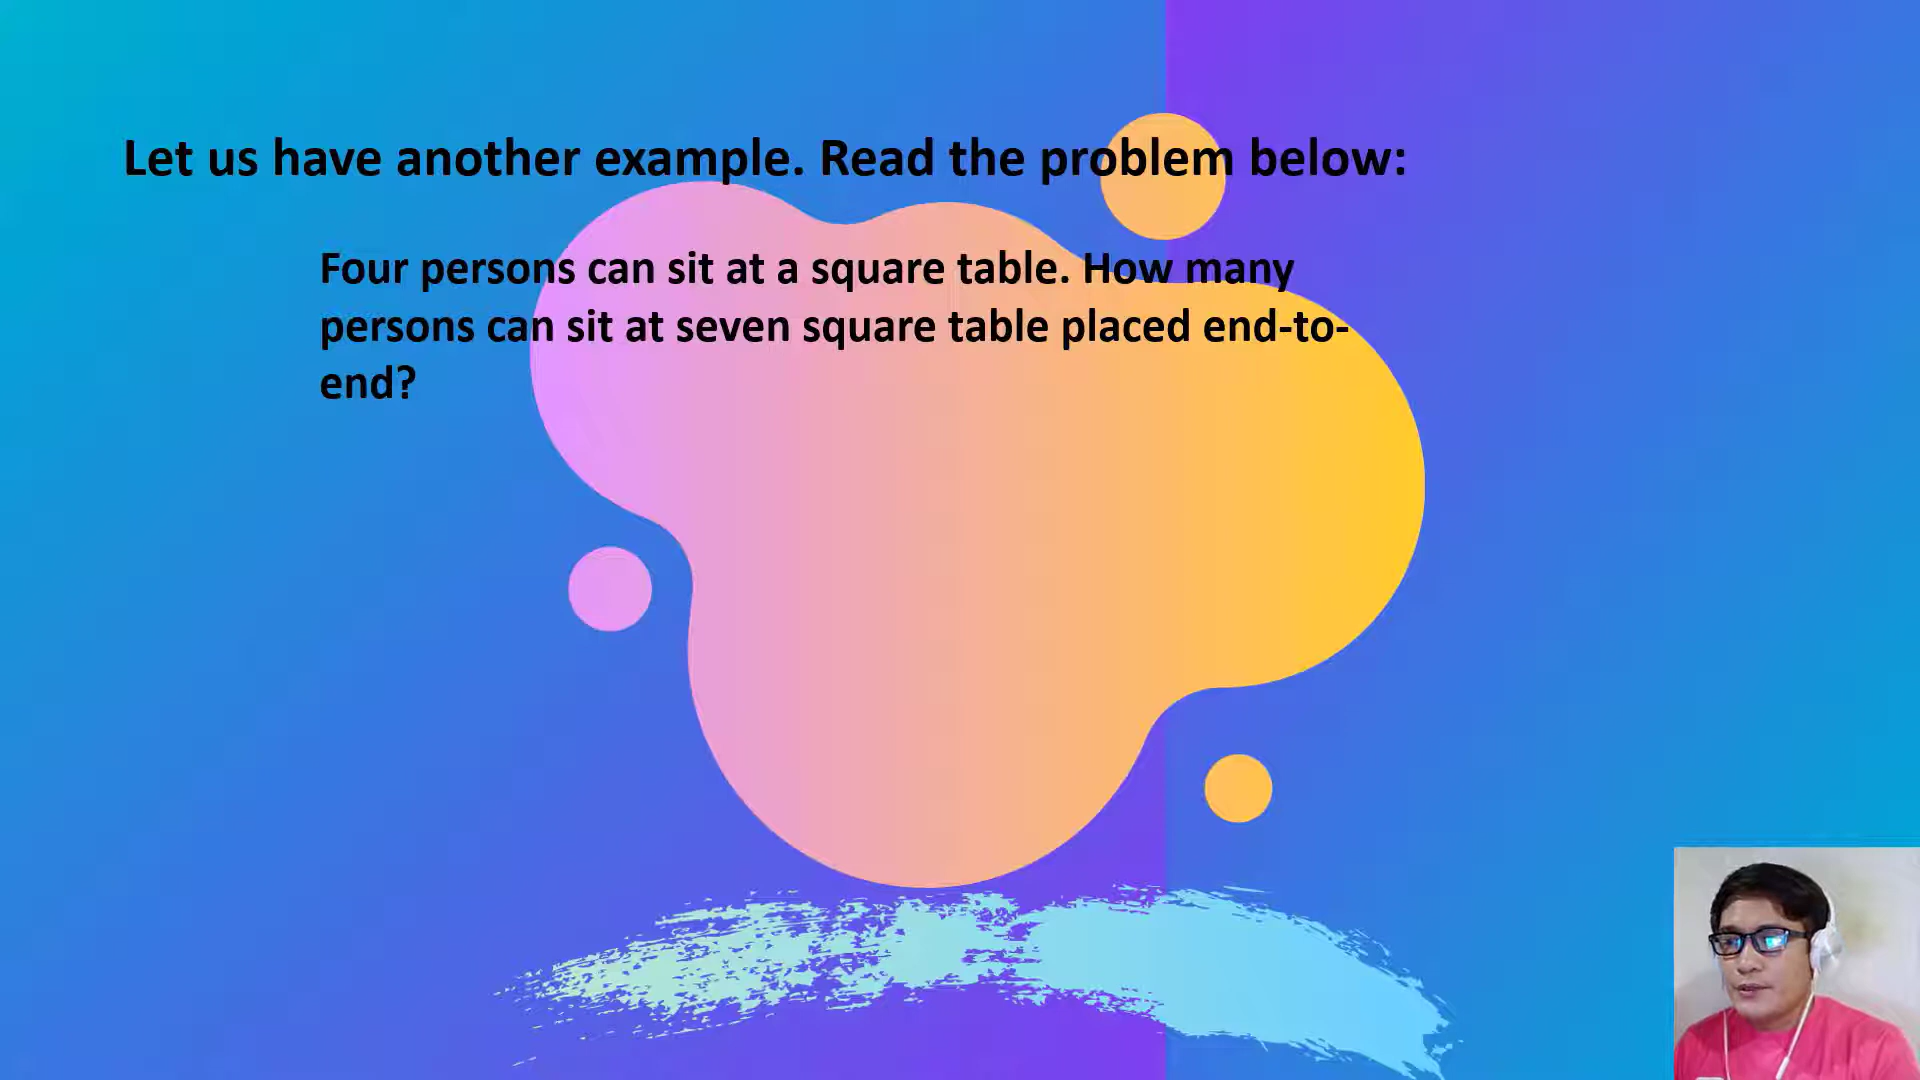 Let us have another example. Read the problem below:
Four persons can sit at a square table. How many
persons can sit at seven square table placed end-to-
end?